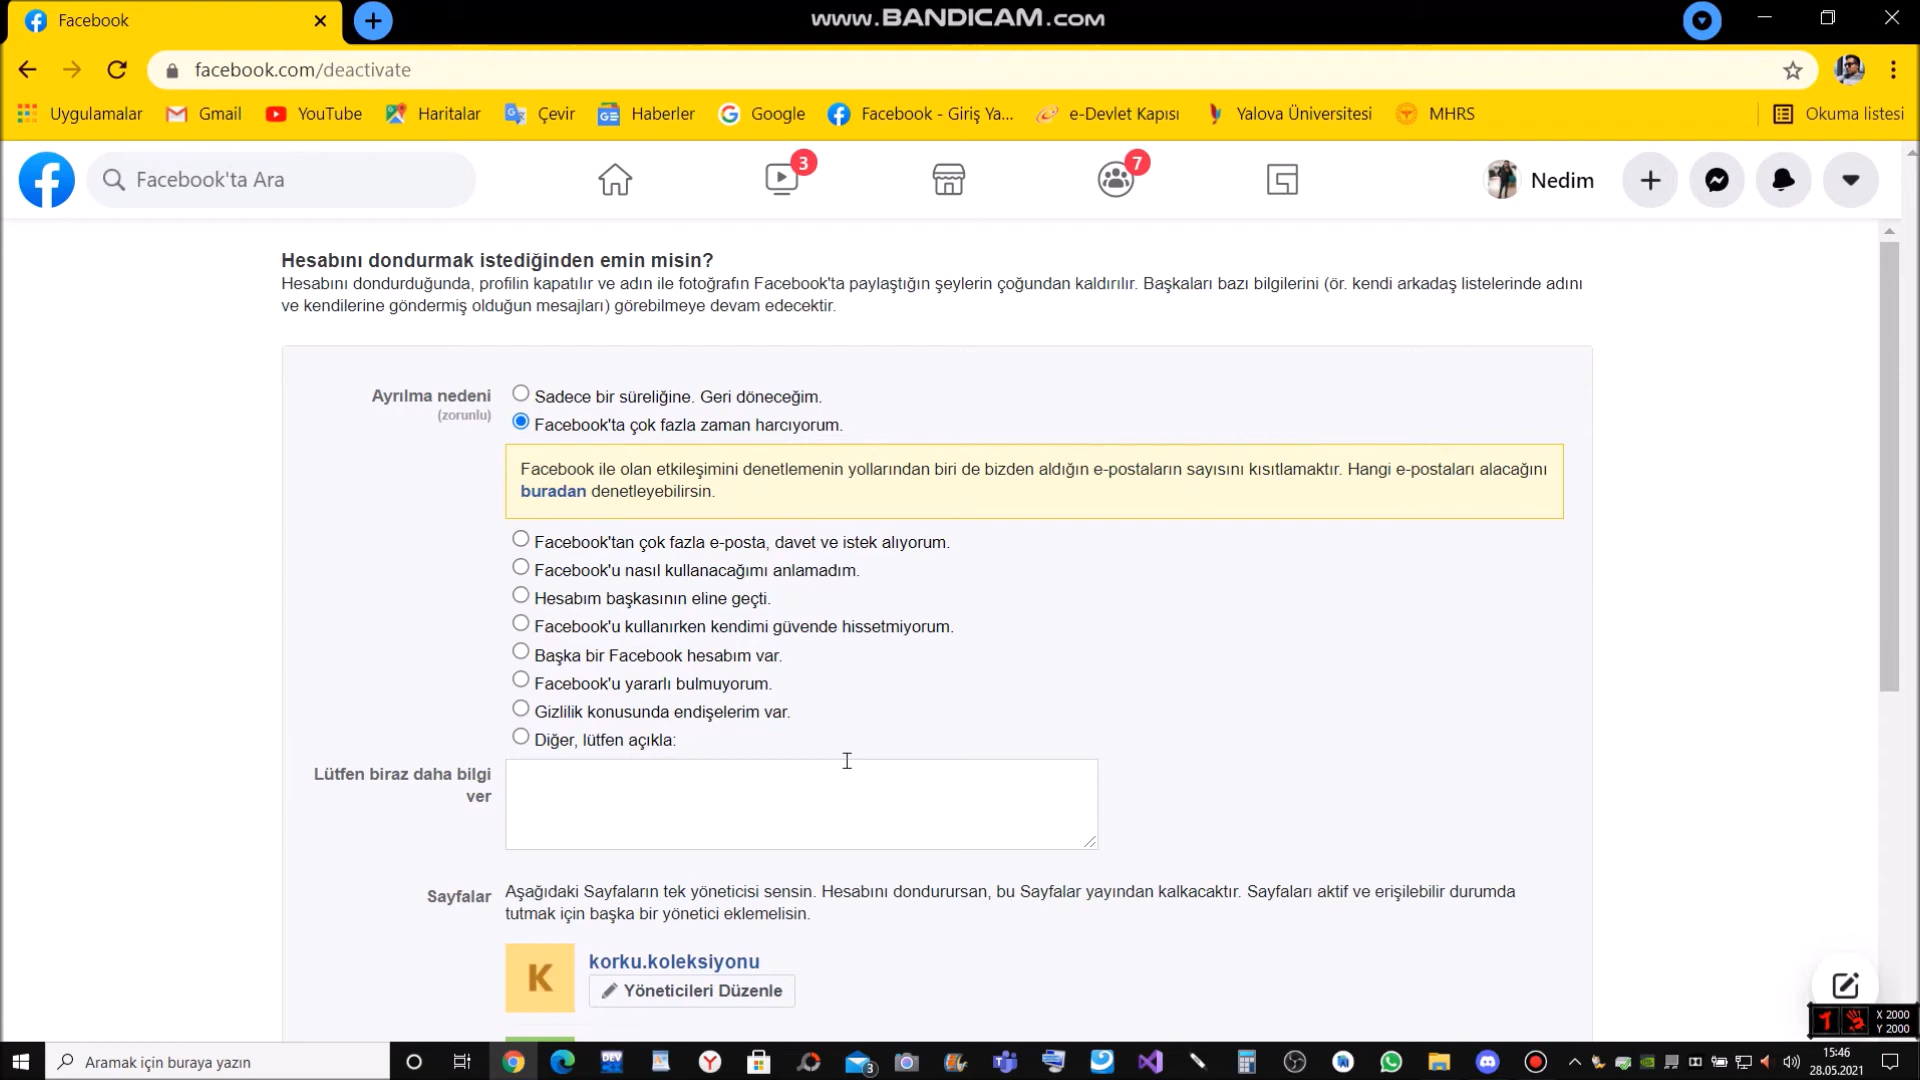 Facebook
www.BANDICAM.com
facebook.com/deactivate
Uygulamalar Gmail YouTube Haritalar Çevir Haberler Google Facebook - Giriş Ya... e-Devlet Kapısı Yalova Üniversitesi MHRS Okuma listesi
Facebook'ta Ara 3 7 Nedim
Hesabını dondurmak istediğinden emin misin?
Hesabını dondurduğunda, profilin kapatılır ve adın ile fotoğrafın Facebook'ta paylaştığın şeylerin çoğundan kaldırılır. Başkaları bazı bilgilerini (ör. kendi arkadaş listelerinde adını
ve kendilerine göndermiş olduğun mesajları) görebilmeye devam edecektir.
Ayrılma nedeni
(zorunlu)
Sadece bir süreliğine. Geri döneceğim.
Facebook'ta çok fazla zaman harcıyorum.
Facebook ile olan etkileşimini denetlemenin yollarından biri de bizden aldığın e-postaların sayısını kısıtlamaktır. Hangi e-postaları alacağını
buradan denetleyebilirsin.
Facebook'tan çok fazla e-posta, davet ve istek alıyorum.
Facebook'u nasıl kullanacağımı anlamadım.
Hesabım başkasının eline geçti.
Facebook'u kullanırken kendimi güvende hissetmiyorum.
Başka bir Facebook hesabım var.
Facebook'u yararlı bulmuyorum.
Gizlilik konusunda endişelerim var.
Diğer, lütfen açıkla:
Lütfen biraz daha bilgi
ver
Sayfalar
Aşağıdaki Sayfaların tek yöneticisi sensin. Hesabını dondurursan, bu Sayfalar yayından kalkacaktır. Sayfaları aktif ve erişilebilir durumda
tutmak için başka bir yönetici eklemelisin.
K
korku.koleksiyonu
Yöneticileri Düzenle
X 2000
Y 2000
Aramak için buraya yazın
DEV
3
15:46
28.05.2021